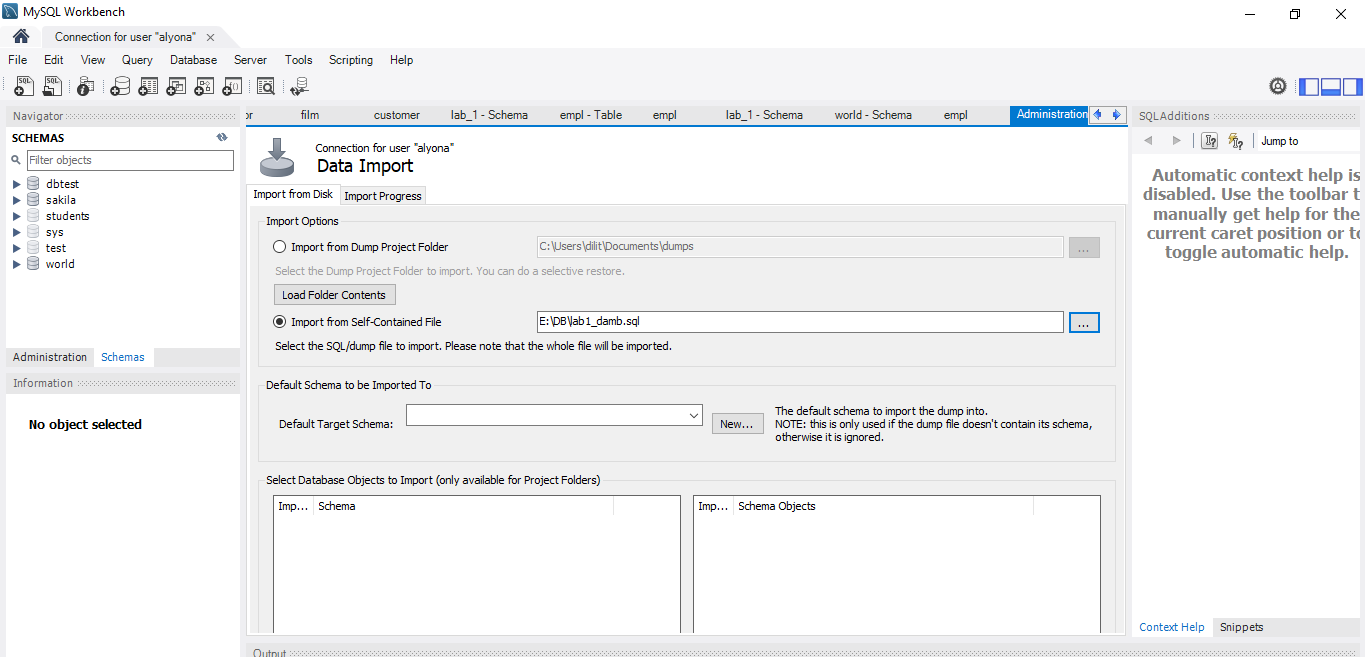 MySQL Workbench
Connection for user "alyona"
File Edit View Query Database Server Tools Scripting Help
Navigator
SCHEMAS
Filter objects
dbtest
sakila
students
sys
test
world
Administration Schemas
Information
No object selected
or film customer lab_1 - Schema empl - Table empl lab_1 - Schema world - Schema empl Administration
Connection for user "alyona"
Data Import
Import from Disk Import Progress
Import Options
Import from Dump Project Folder C:\Users\dilit\Documents\dumps ...
Select the Dump Project Folder to import. You can do a selective restore.
Load Folder Contents
Import from Self-Contained File E:\DB\lab1_damb.sql ...
Select the SQL/dump file to import. Please note that the whole file will be imported.
Default Schema to be Imported To
Default Target Schema: New...
The default schema to import the dump into.
NOTE: this is only used if the dump file doesn't contain its schema,
otherwise it is ignored.
Select Database Objects to Import (only available for Project Folders)
Imp... Schema
Imp... Schema Objects
Output
SQLAdditions
Jump to
Automatic context help is
disabled. Use the toolbar t
manually get help for the
current caret position or to
toggle automatic help.
Context Help Snippets